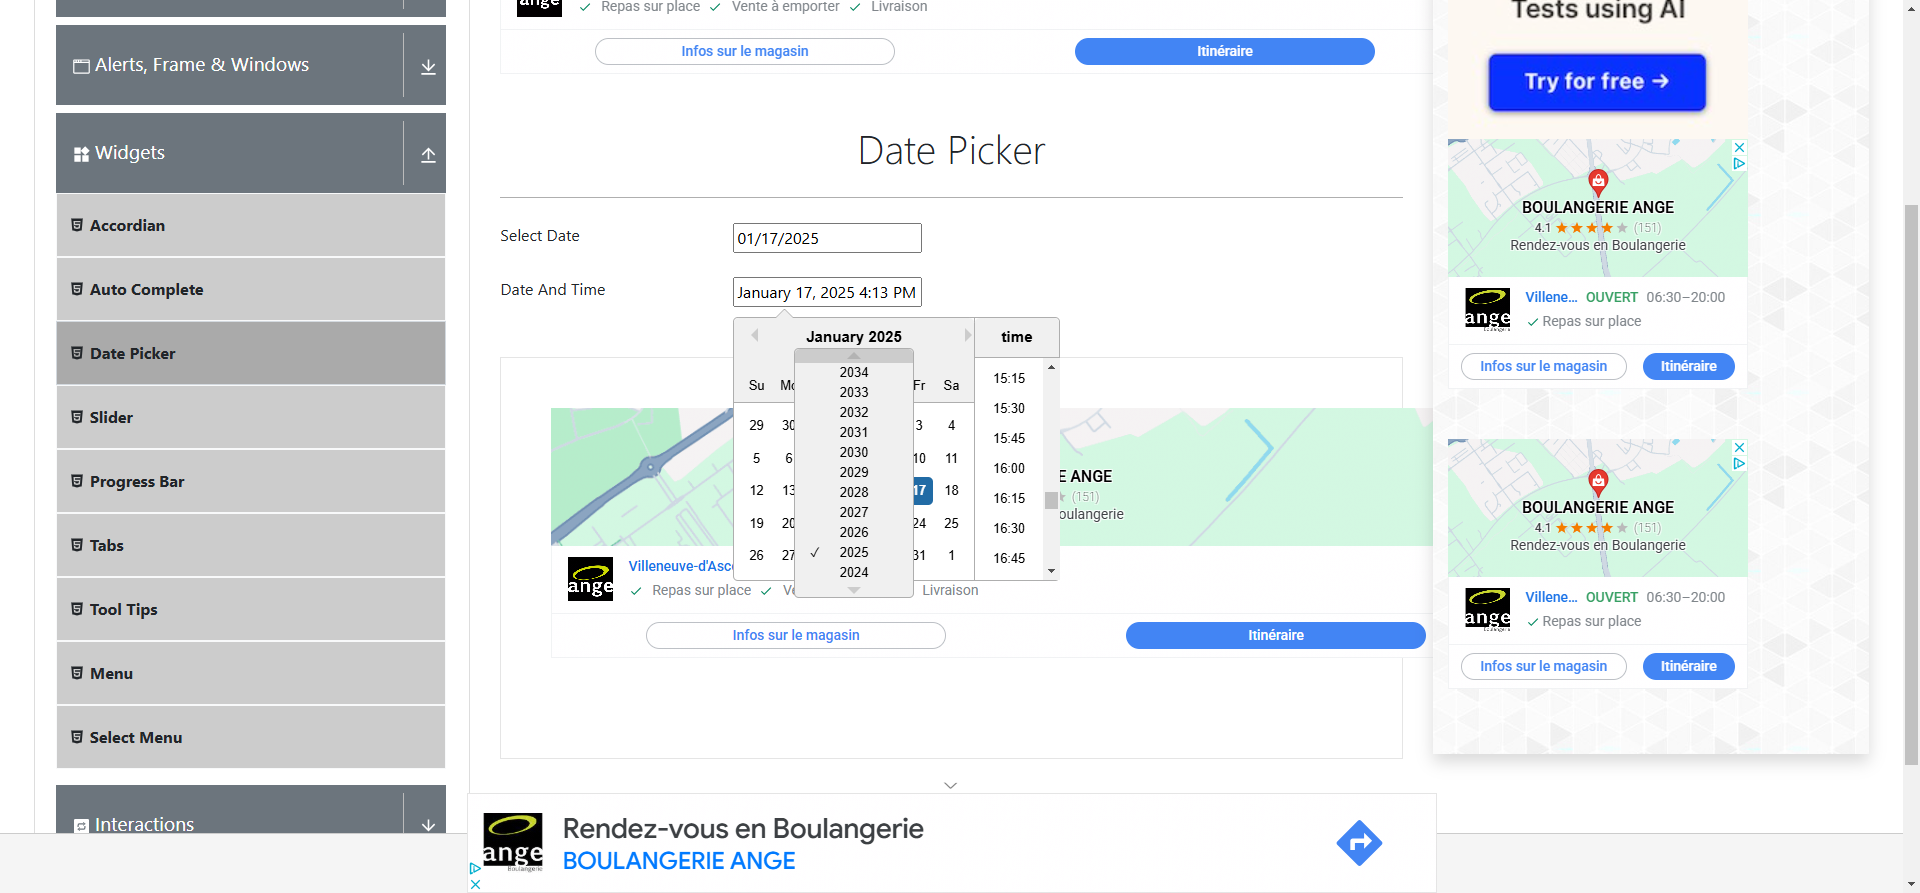 Alerts, Frame & Windows
Widgets
Accordian
Auto Complete
Date Picker
Slider
Progress Bar
Tabs
Tool Tips
Menu
Select Menu
Interactions
ange
Repas sur place
Vente à emporter
Livraison
Infos sur le magasin
Itinéraire
Date Picker
Select Date
01/17/2025
Date And Time
January 17, 2025 4:13 PM
January 2025
time
Su
Fr
Sa
29
3
4
5
6
10
11
12
13
17
18
19
20
24
25
26
27
31
1
2034
2033
2032
2031
2030
2029
2028
2027
2026
✓ 2025
2024
15:15
15:30
15:45
16:00
16:15
16:30
16:45
E ANGE
(151)
oulangerie
ange
Villeneuve-d'Asc
Repas sur place
Livraison
Infos sur le magasin
Itinéraire
Rendez-vous en Boulangerie
BOULANGERIE ANGE
ange
Boulangerie
Tests using AI
Try for free →
BOULANGERIE ANGE
4.1 ★★★★★ (151)
Rendez-vous en Boulangerie
ange
Villene... OUVERT 06:30–20:00
Repas sur place
Infos sur le magasin
Itinéraire
BOULANGERIE ANGE
4.1 ★★★★★ (151)
Rendez-vous en Boulangerie
ange
Villene... OUVERT 06:30–20:00
Repas sur place
Infos sur le magasin
Itinéraire